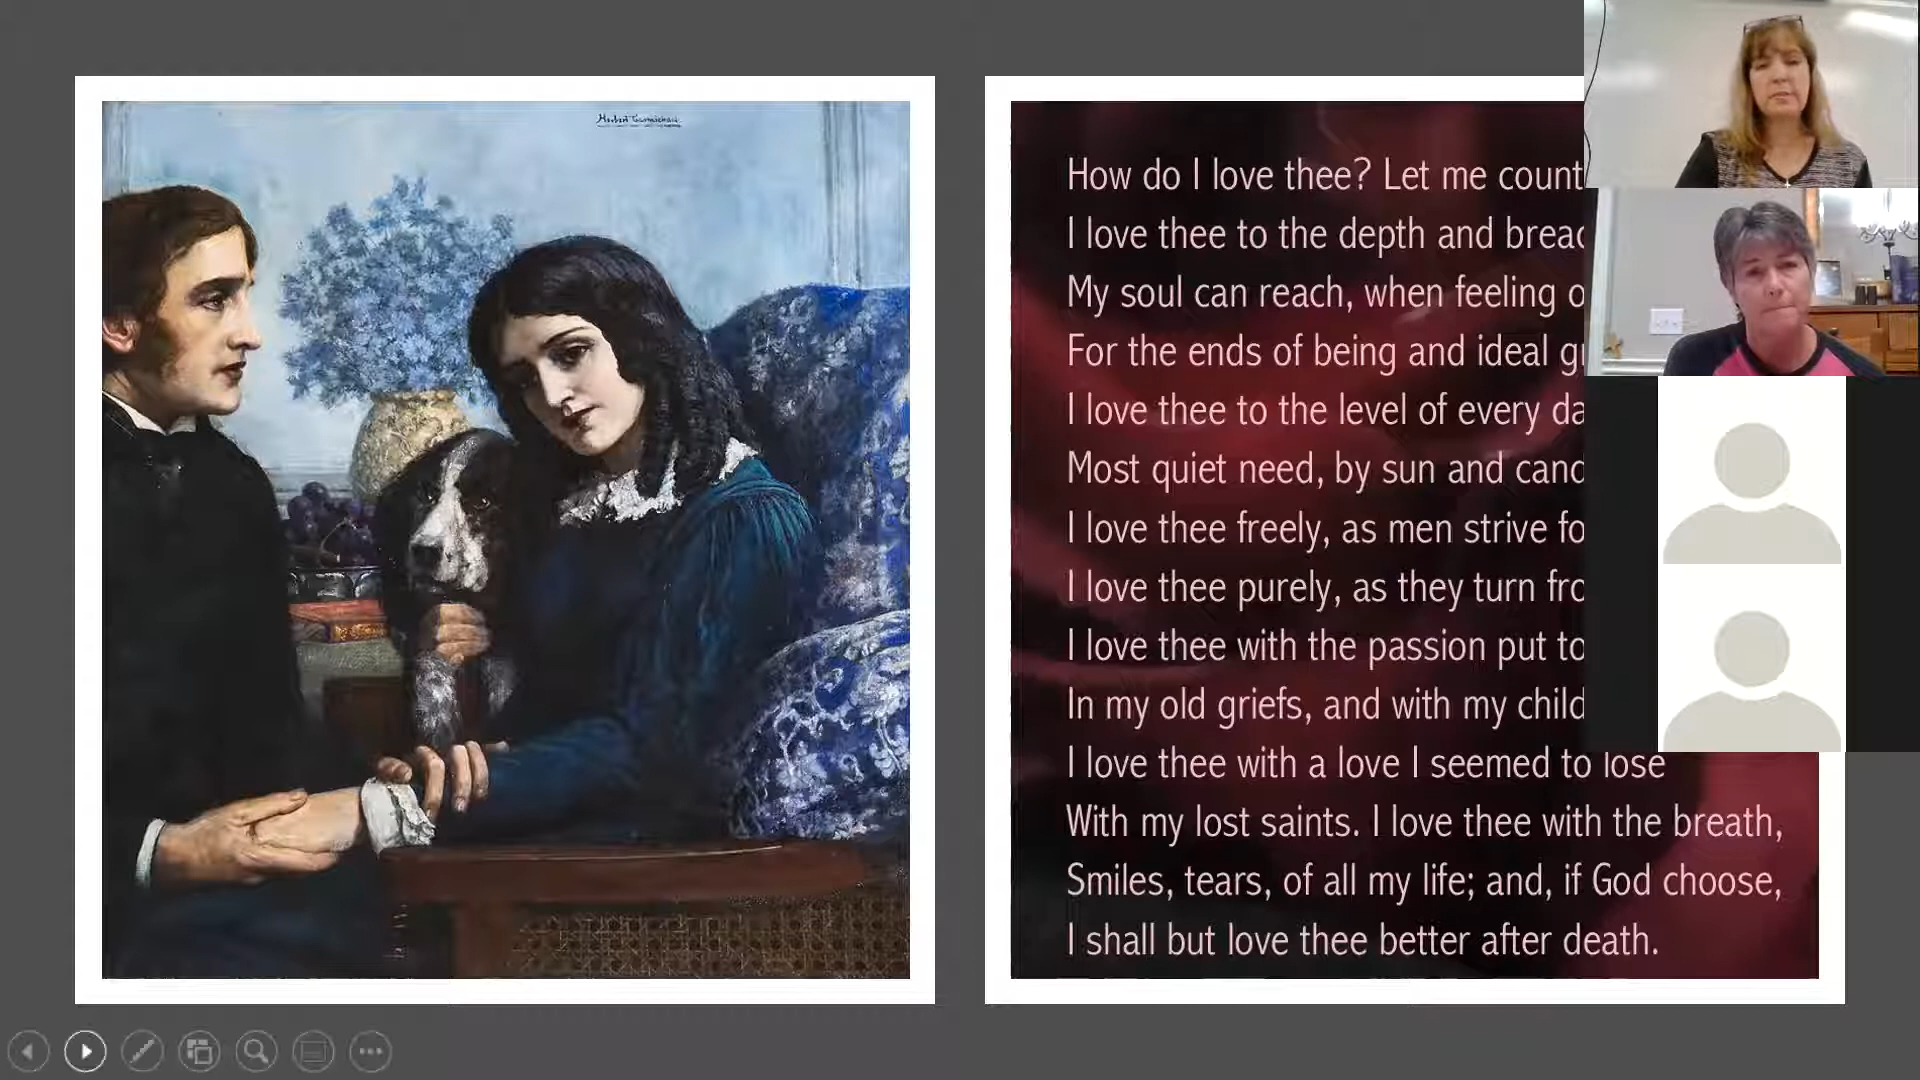 How do I love thee? Let me count
I love thee to the depth and bread
My soul can reach, when feeling o
For the ends of being and ideal g
I love thee to the level of every da
Most quiet need, by sun and cand
I love thee freely, as men strive fo
I love thee purely, as they turn fro
I love thee with the passion put to
In my old griefs, and with my child
I love thee with a love I seemed to lose
With my lost saints. I love thee with the breath,
Smiles, tears, of all my life; and, if God choose,
I shall but love thee better after death.